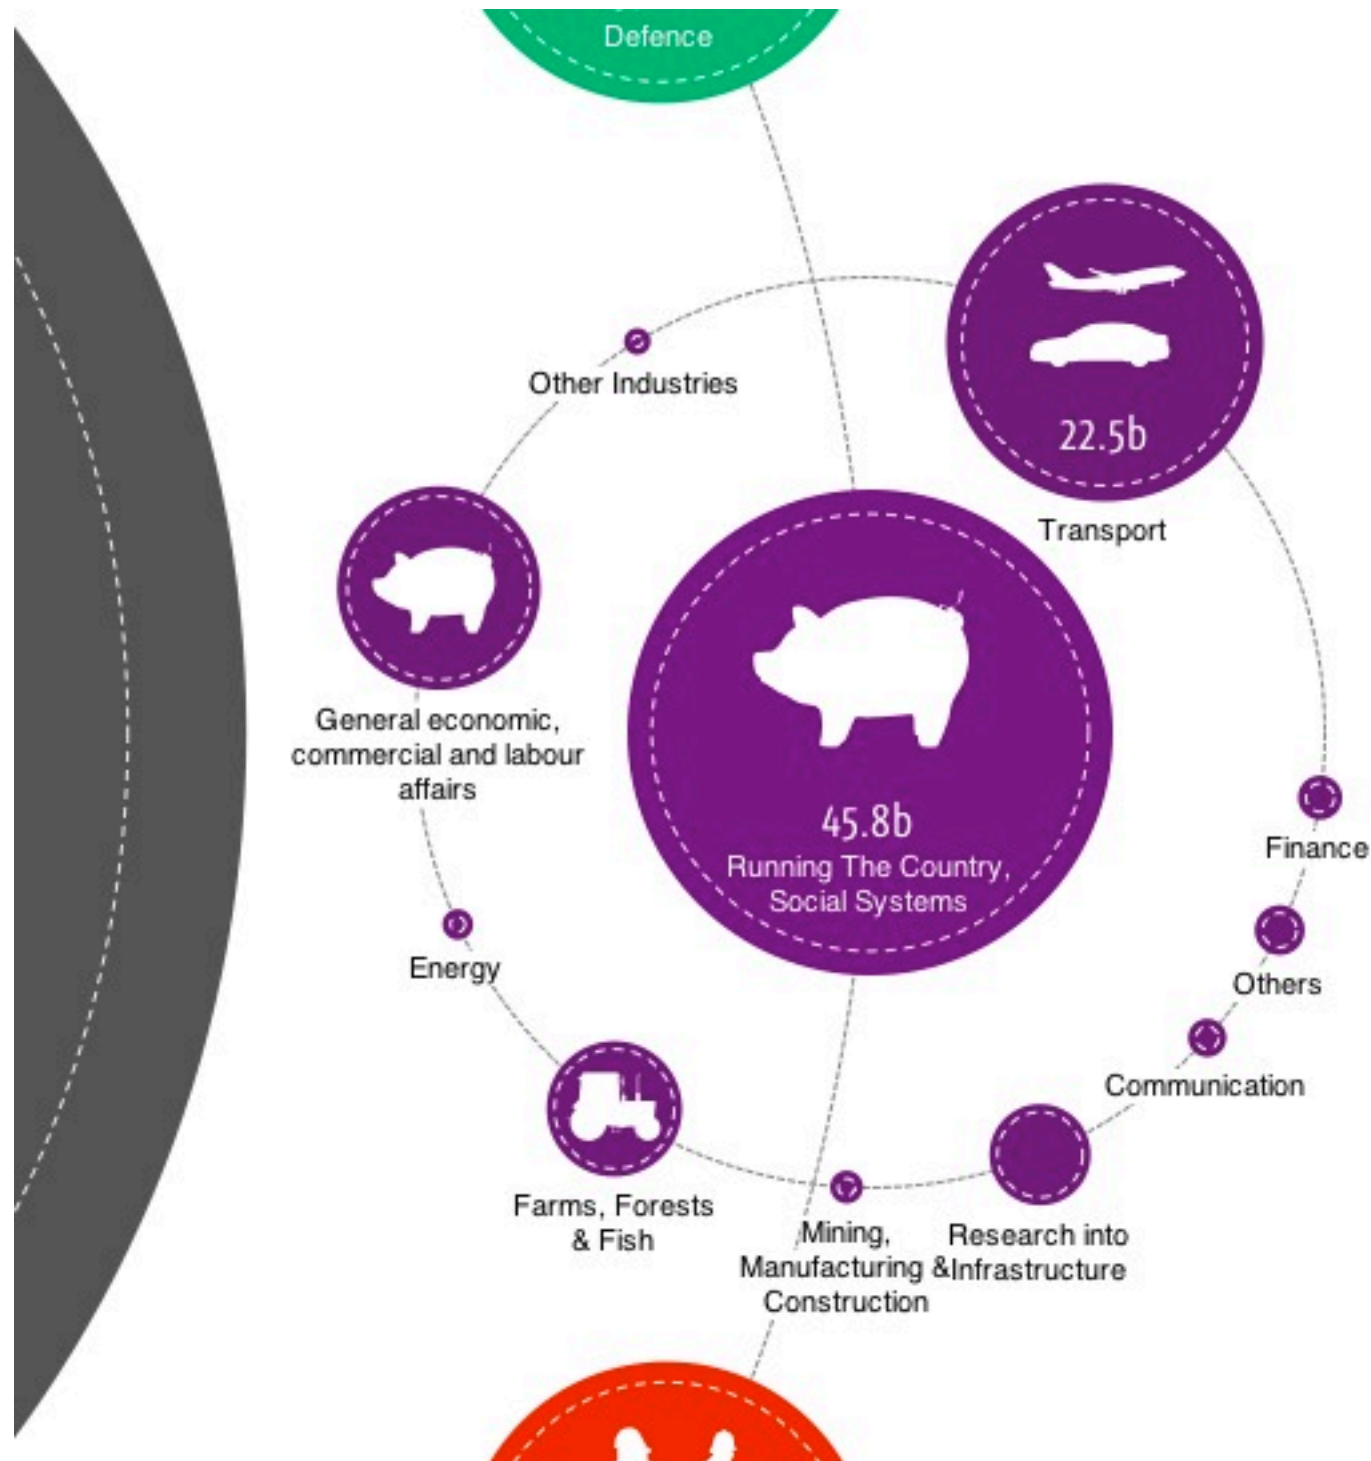 Defence
22.5b
Transport
Other Industries
General economic,
commercial and labour
affairs
45.8b
Running The Country,
Social Systems
Finance
Others
Communication
Energy
Farms, Forests
& Fish
Mining,
Manufacturing &
Construction
Research into
Infrastructure